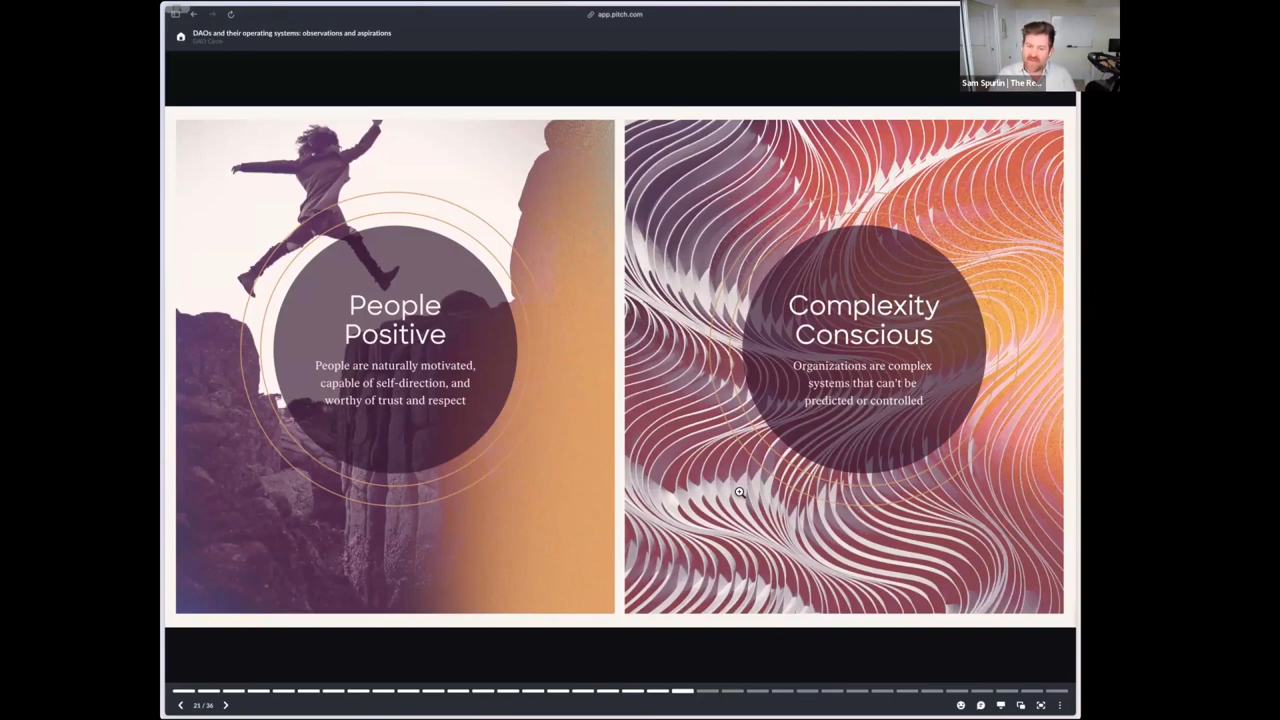 app.pitch.com
DAOs and their operating systems: observations and aspirations
DAO Circle
Sam Spurlin | The Re...
People
Positive
People are naturally motivated,
capable of self-direction, and
worthy of trust and respect
Complexity
Conscious
Organizations are complex
systems that can't be
predicted or controlled
21 / 36